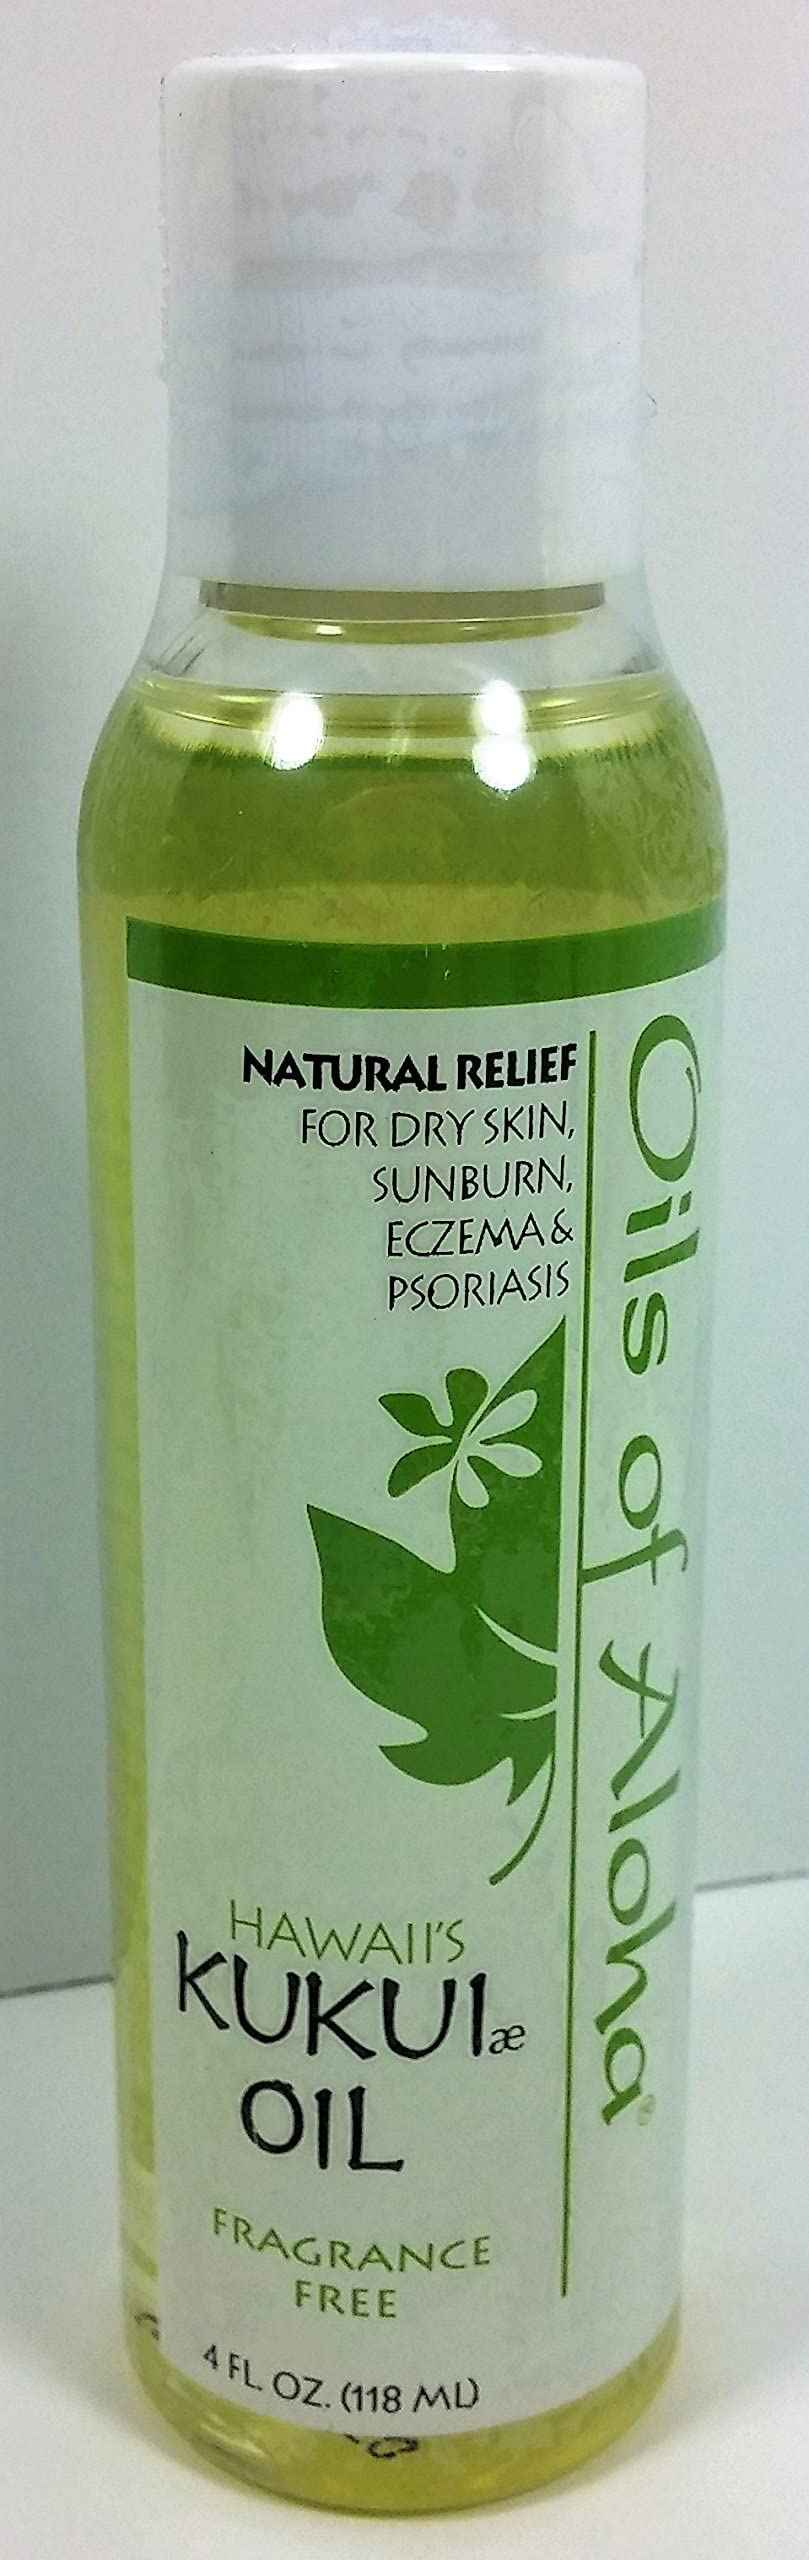 NATURAL RELIEF
FOR DRY SKIN,
SUNBURN,
ECZEMA &
PSORIASIS
Oils of Aloha®
HAWAII'S
KUKUI æ
OIL
FRAGRANCE
FREE
4 FL. OZ. (118 ML)